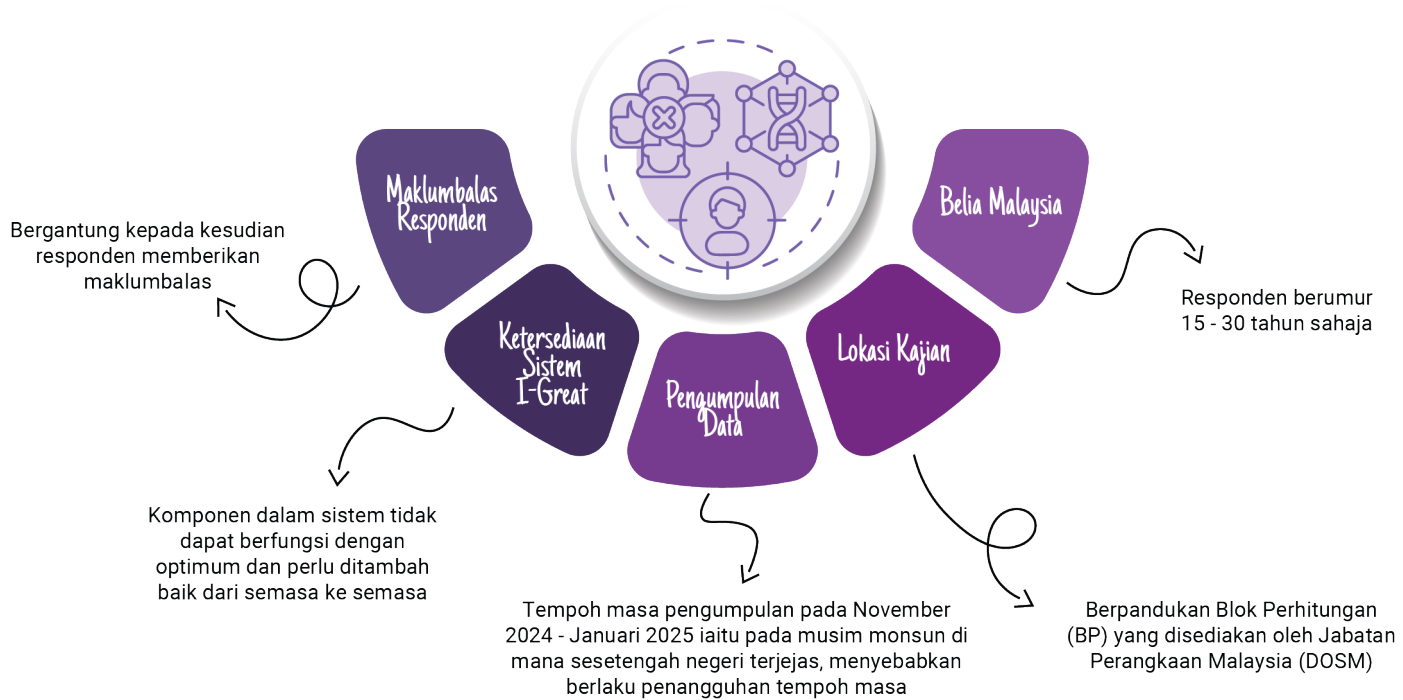 Maklumbalas
Responden
Bergantung kepada kesudian
responden memberikan
maklumbalas
Ketersediaan
Sistem
I-Great
Komponen dalam sistem tidak
dapat berfungsi dengan
optimum dan perlu ditambah
baik dari semasa ke semasa
Pengumpulan
Data
Tempoh masa pengumpulan pada November
2024 - Januari 2025 iaitu pada musim monsun di
mana sesetengah negeri terjejas, menyebabkan
berlaku penangguhan tempoh masa
Lokasi Kajian
Berpandukan Blok Perhitungan
(BP) yang disediakan oleh Jabatan
Perangkaan Malaysia (DOSM)
Belia Malaysia
Responden berumur
15 - 30 tahun sahaja